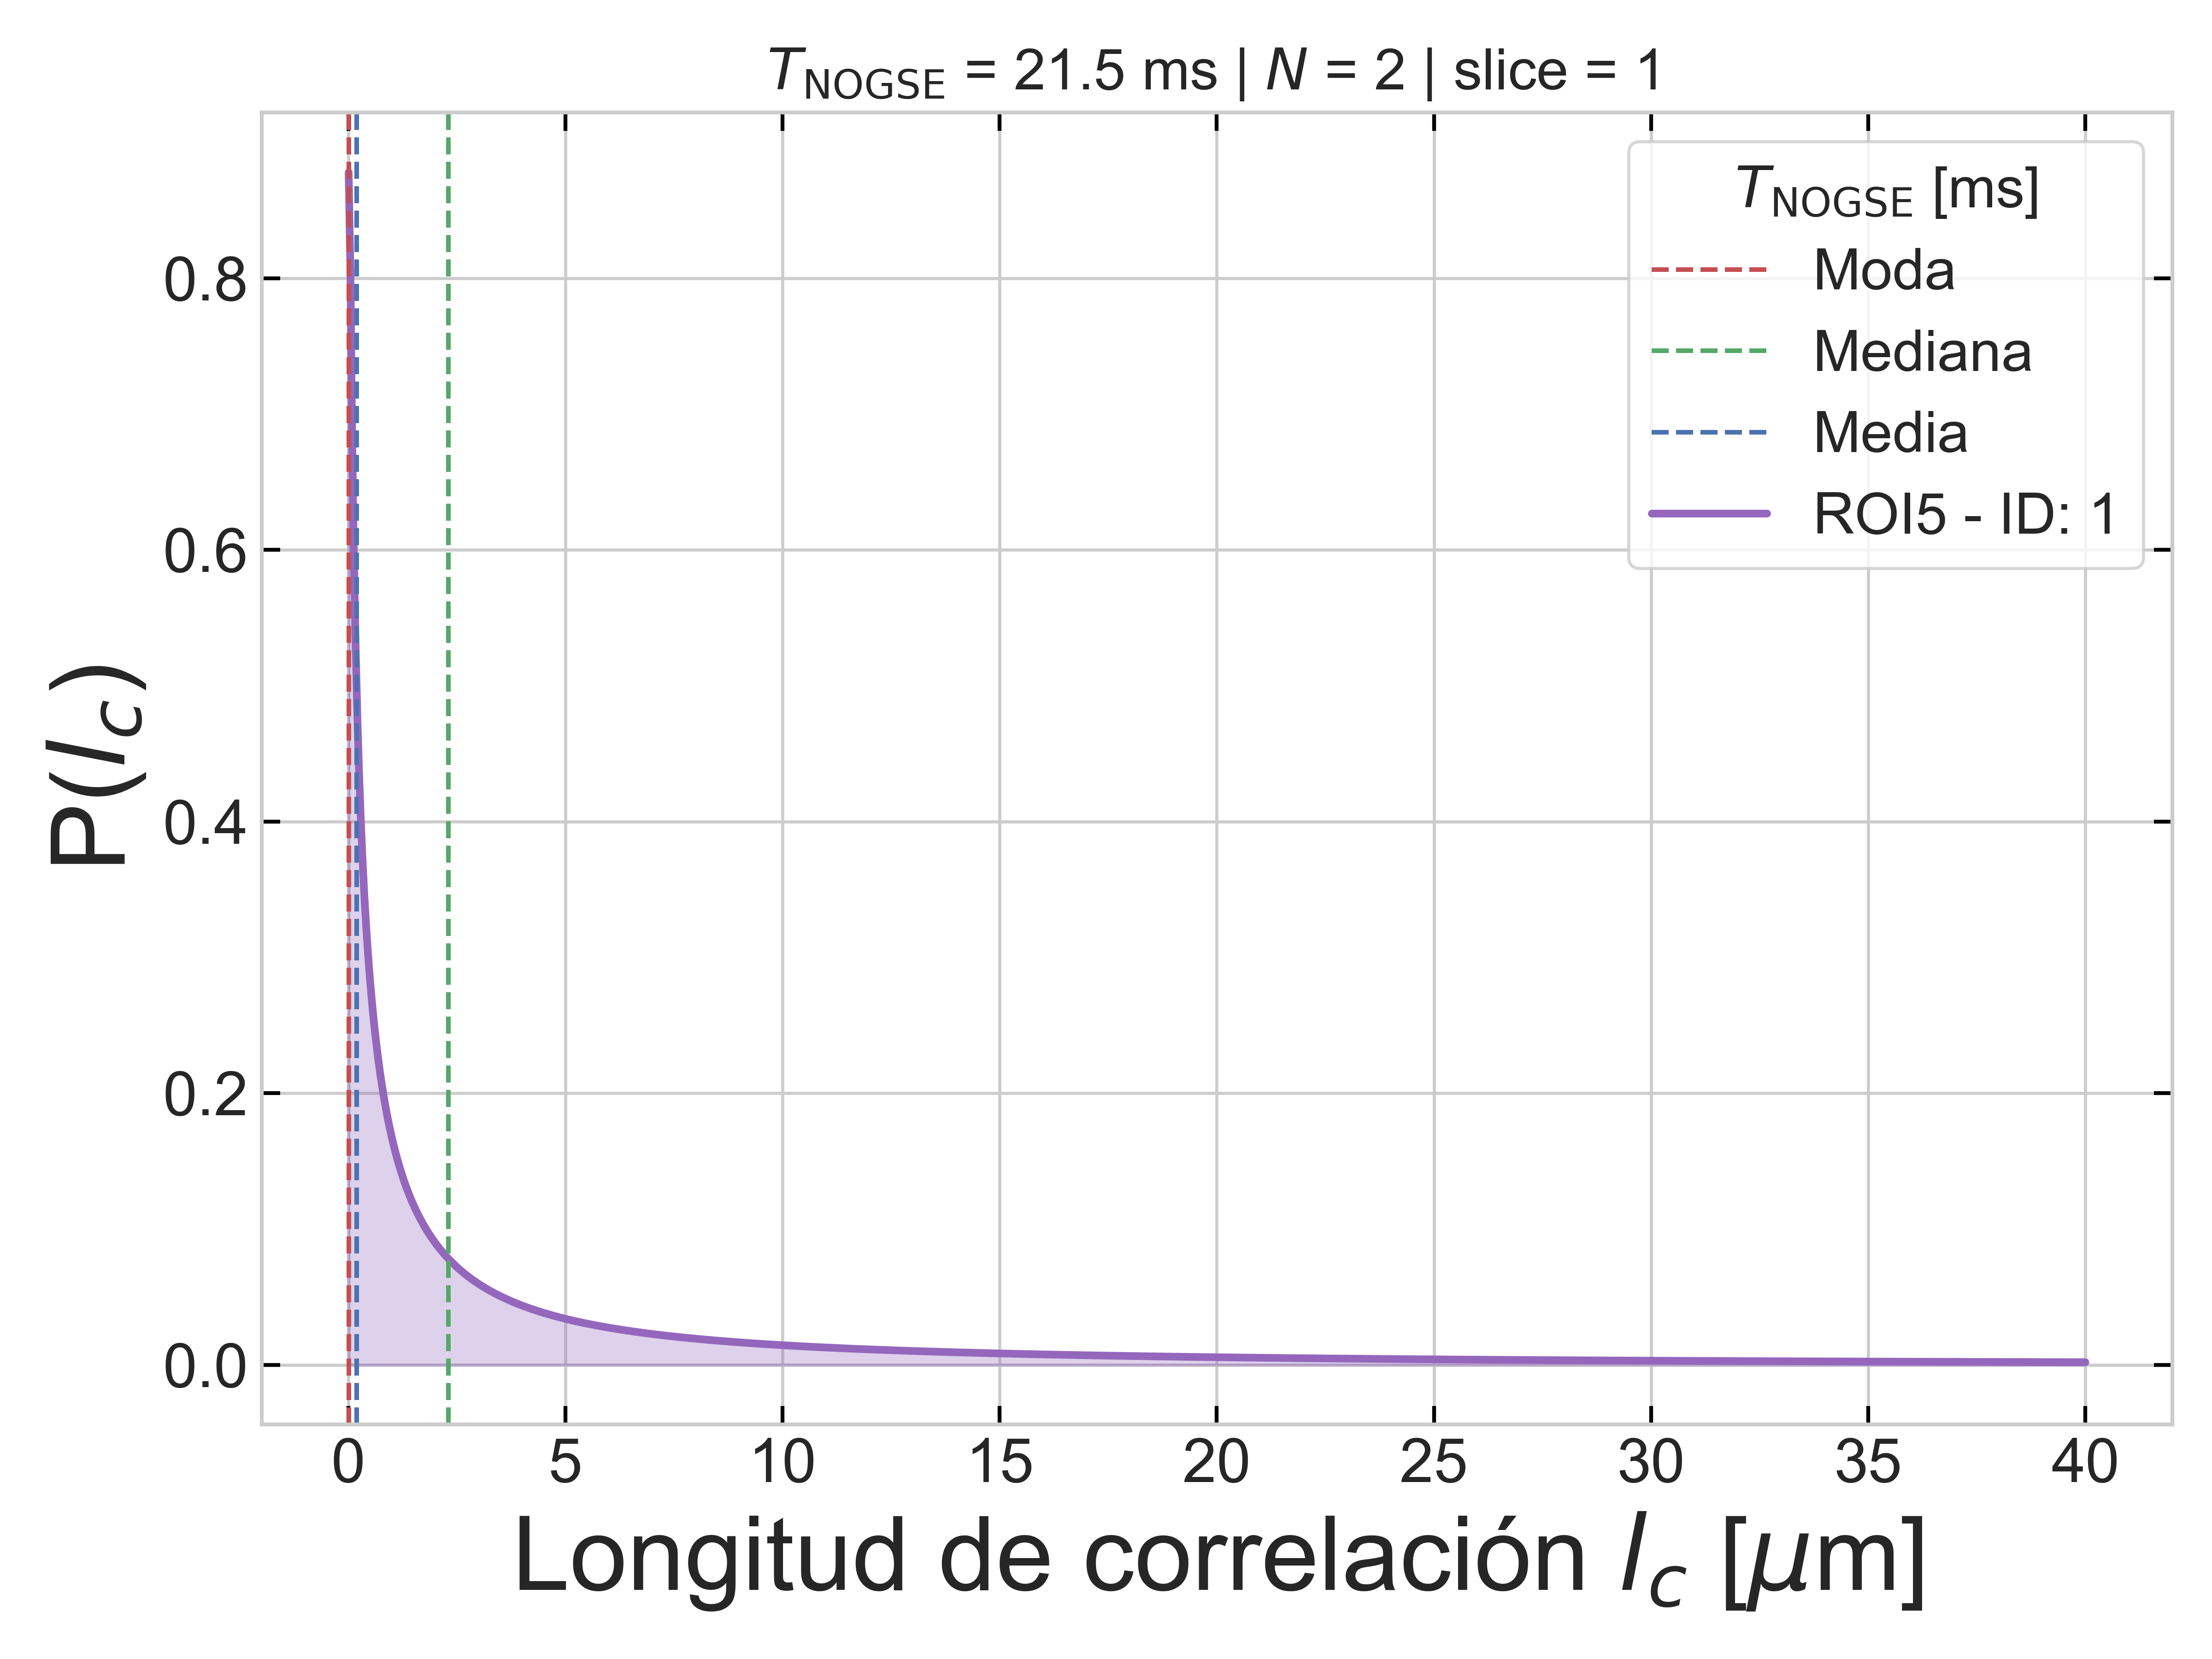 T_NOGSE = 21.5 ms | N = 2 | slice = 1
T_NOGSE [ms]
Moda
Mediana
Media
ROI5 - ID: 1
P(l_c)
0.8
0.6
0.4
0.2
0.0
0 5 10 15 20 25 30 35 40
Longitud de correlación l_c [μm]